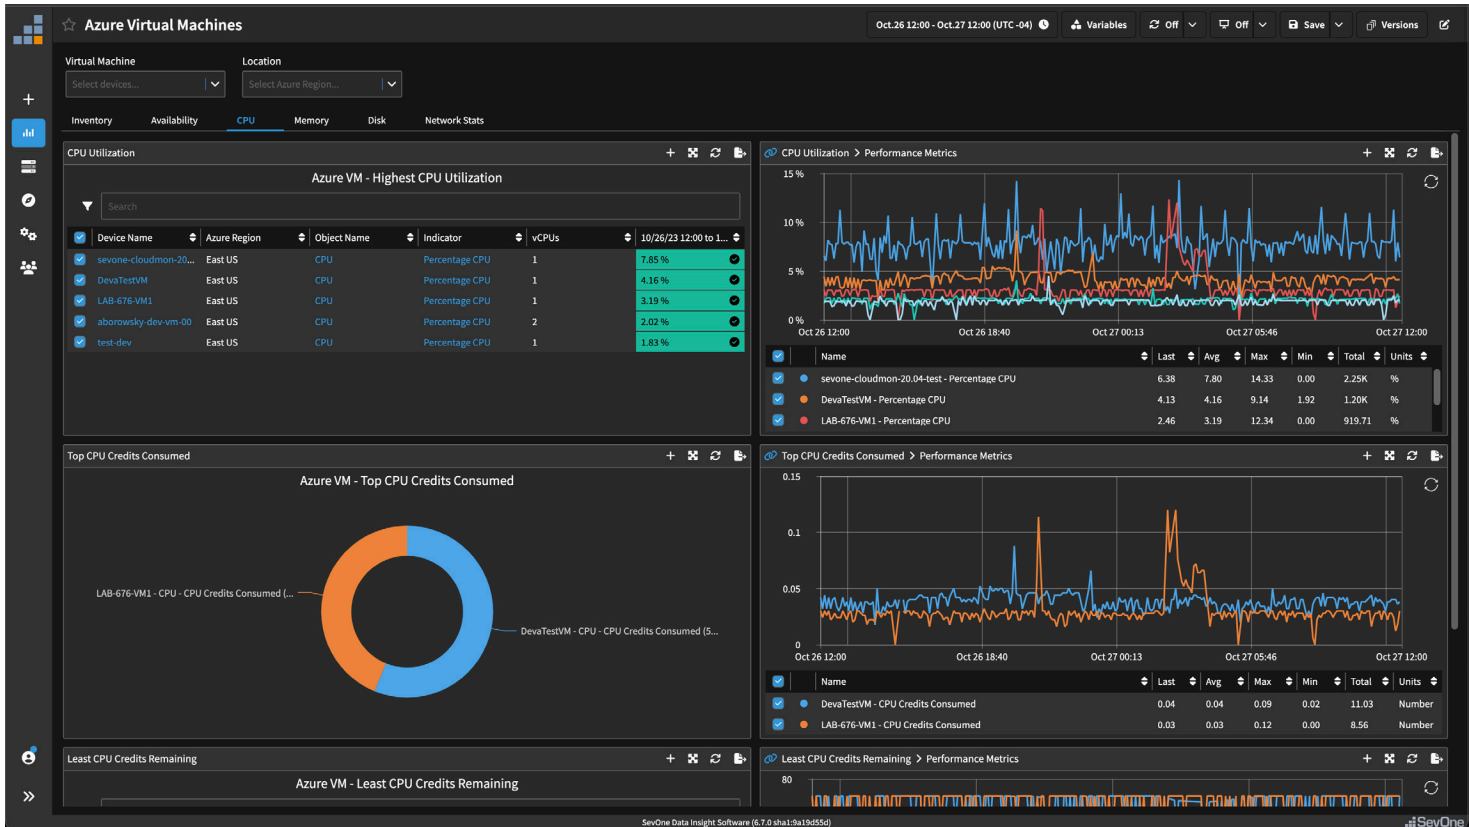 Azure Virtual Machines
Oct.26 12:00 - Oct.27 12:00 (UTC -04) Variables Off Off Save Versions
Virtual Machine Location
Select devices... Select Azure Region...
Inventory Availability CPU Memory Disk Network Stats
CPU Utilization
Azure VM - Highest CPU Utilization
Search
Device Name Azure Region Object Name Indicator vCPUs 10/26/23 12:00 to 1...
sevone-cloudmon-20... East US CPU Percentage CPU 1 7.85 %
DevaTestVM East US CPU Percentage CPU 1 4.16 %
LAB-676-VM1 East US CPU Percentage CPU 1 3.19 %
aborowsky-dev-vm-00 East US CPU Percentage CPU 2 2.02 %
test-dev East US CPU Percentage CPU 1 1.83 %
CPU Utilization > Performance Metrics
15 %
10 %
5 %
0 %
Oct 26 12:00 Oct 26 18:40 Oct 27 00:13 Oct 27 05:46 Oct 27 12:00
Name Last Avg Max Min Total Units
sevone-cloudmon-20.04-test - Percentage CPU 6.38 7.80 14.33 0.00 2.25K %
DevaTestVM - Percentage CPU 4.13 4.16 9.14 1.92 1.20K %
LAB-676-VM1 - Percentage CPU 2.46 3.19 12.34 0.00 919.71 %
Top CPU Credits Consumed
Azure VM - Top CPU Credits Consumed
LAB-676-VM1 - CPU - CPU Credits Consumed (...
DevaTestVM - CPU - CPU Credits Consumed (5...
Top CPU Credits Consumed > Performance Metrics
0.15
0.1
0.05
0
Oct 26 12:00 Oct 26 18:40 Oct 27 00:13 Oct 27 05:46 Oct 27 12:00
Name Last Avg Max Min Total Units
DevaTestVM - CPU Credits Consumed 0.04 0.04 0.09 0.02 11.03 Number
LAB-676-VM1 - CPU Credits Consumed 0.03 0.03 0.12 0.00 8.56 Number
Least CPU Credits Remaining
Azure VM - Least CPU Credits Remaining
Least CPU Credits Remaining > Performance Metrics
80
SevOne Data Insight Software (6.7.0 sha1:9a19d55d)
SevOne